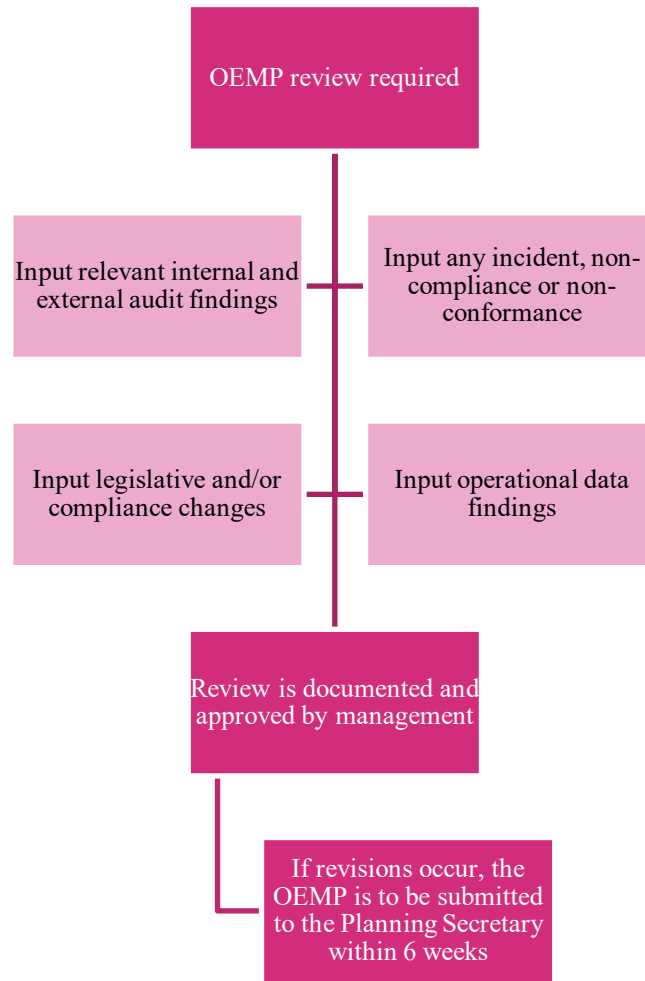 OEMP review required
Input relevant internal and
external audit findings
Input any incident, non-
compliance or non-
conformance
Input legislative and/or
compliance changes
Input operational data
findings
Review is documented and
approved by management
If revisions occur, the
OEMP is to be submitted
to the Planning Secretary
within 6 weeks